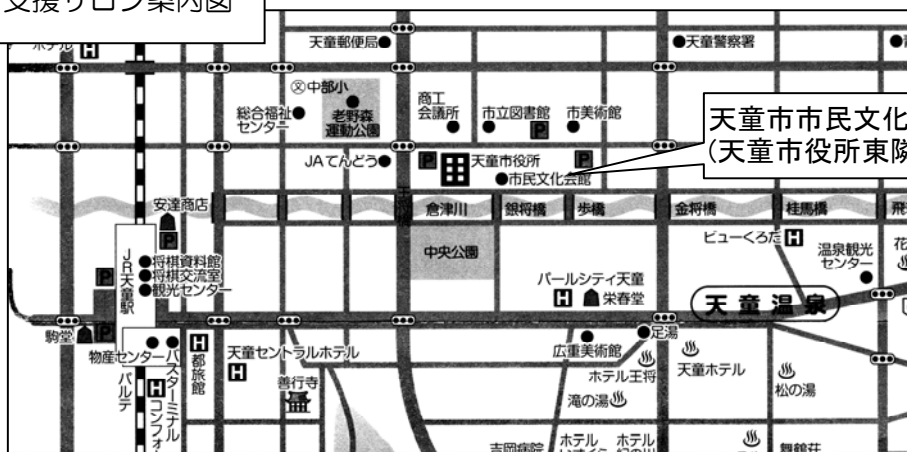 支援サロン案内図
ホテル
H
天童郵便局
天童警察署
文
中部小
老野森
運動公園
総合福祉
センター
商工
会議所
市立図書館
P
市美術館
天童市市民文化
(天童市役所東隣
JAてんどう
P
天童市役所
P
市民文化会館
安達商店
P
倉津川
銀将橋
歩橋
金将橋
桂馬橋
飛
JR天童駅
将棋資料館
将棋交流室
観光センター
P
中央公園
ビューくろだ
H
温泉観光
センター
花
パールシティ天童
H
栄春堂
天童温泉
駒堂
P
物産センター
バスターミナル
パルテ
H
コンフォ
H
都旅館
天童セントラルホテル
H
善行寺
広重美術館
足湯
ホテル王将
滝の湯
天童ホテル
松の湯
吉岡病院
ホテル
ホテル
舞鶴荘